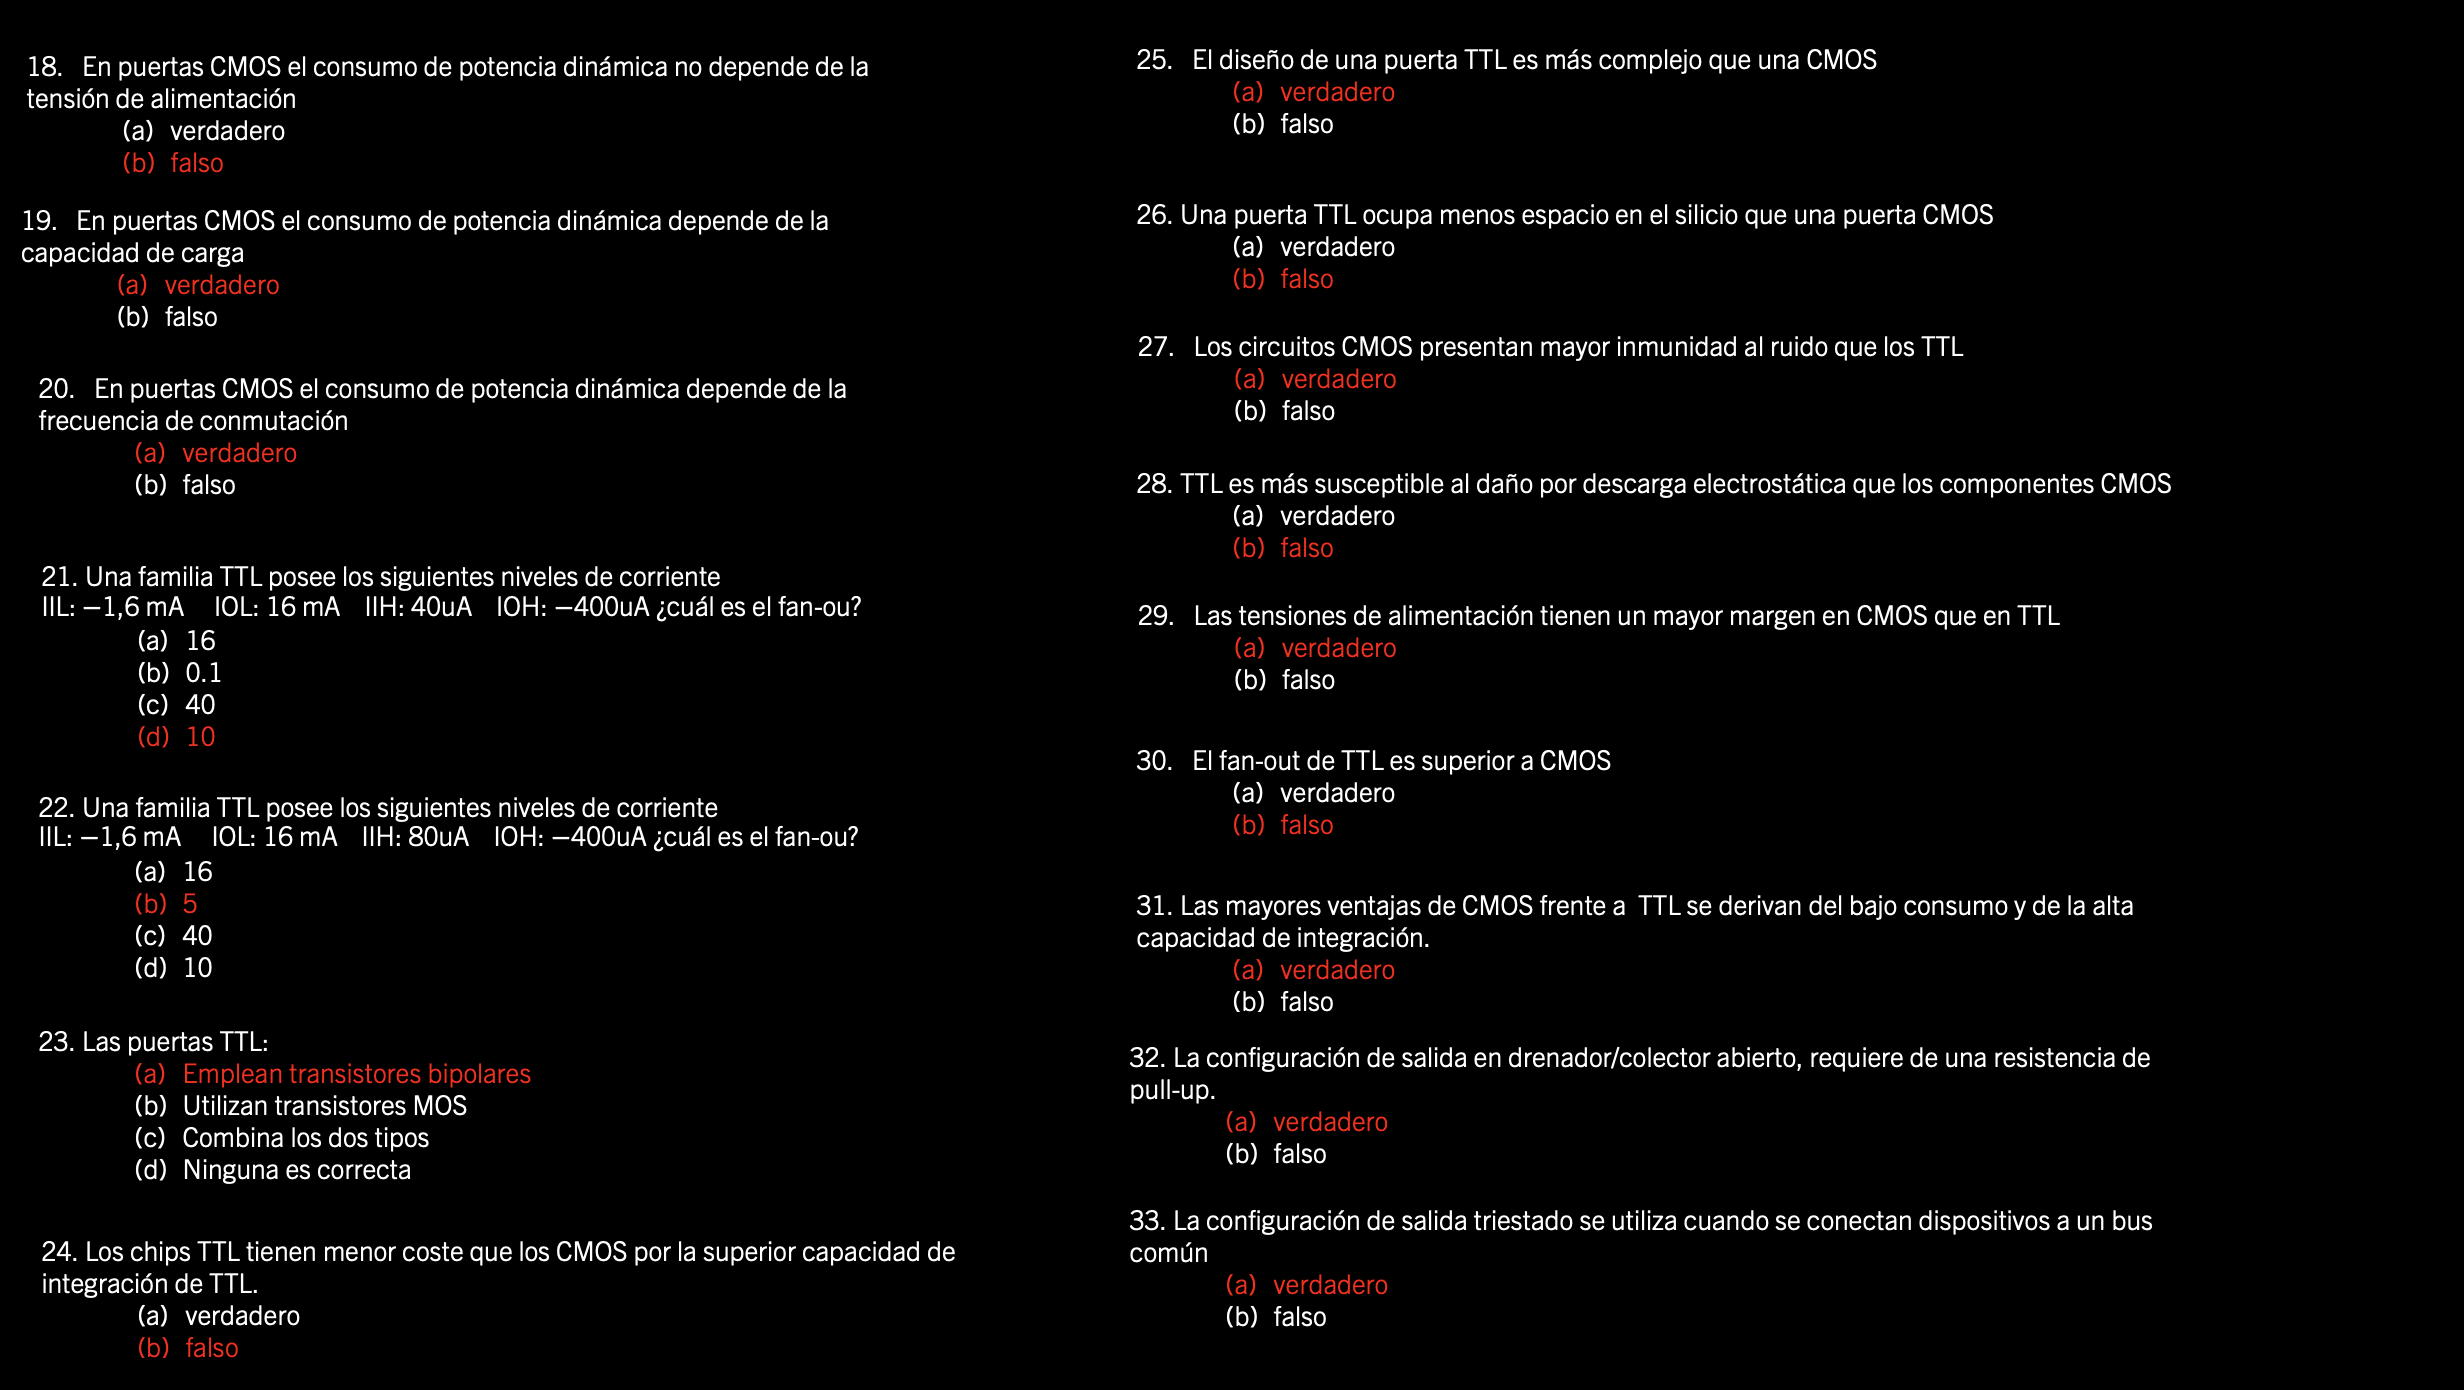 18. En puertas CMOS el consumo de potencia dinámica no depende de la
tensión de alimentación
(a) verdadero
(b) falso
19. En puertas CMOS el consumo de potencia dinámica depende de la
capacidad de carga
(a) verdadero
(b) falso
20. En puertas CMOS el consumo de potencia dinámica depende de la
frecuencia de conmutación
(a) verdadero
(b) falso
21. Una familia TTL posee los siguientes niveles de corriente
IIL: −1,6 mA IOL: 16 mA IIH: 40uA IOH: −400uA ¿cuál es el fan-ou?
(a) 16
(b) 0.1
(c) 40
(d) 10
22. Una familia TTL posee los siguientes niveles de corriente
IIL: −1,6 mA IOL: 16 mA IIH: 80uA IOH: −400uA ¿cuál es el fan-ou?
(a) 16
(b) 5
(c) 40
(d) 10
23. Las puertas TTL:
(a) Emplean transistores bipolares
(b) Utilizan transistores MOS
(c) Combina los dos tipos
(d) Ninguna es correcta
24. Los chips TTL tienen menor coste que los CMOS por la superior capacidad de
integración de TTL.
(a) verdadero
(b) falso
25. El diseño de una puerta TTL es más complejo que una CMOS
(a) verdadero
(b) falso
26. Una puerta TTL ocupa menos espacio en el silicio que una puerta CMOS
(a) verdadero
(b) falso
27. Los circuitos CMOS presentan mayor inmunidad al ruido que los TTL
(a) verdadero
(b) falso
28. TTL es más susceptible al daño por descarga electrostática que los componentes CMOS
(a) verdadero
(b) falso
29. Las tensiones de alimentación tienen un mayor margen en CMOS que en TTL
(a) verdadero
(b) falso
30. El fan-out de TTL es superior a CMOS
(a) verdadero
(b) falso
31. Las mayores ventajas de CMOS frente a TTL se derivan del bajo consumo y de la alta
capacidad de integración.
(a) verdadero
(b) falso
32. La configuración de salida en drenador/colector abierto, requiere de una resistencia de
pull-up.
(a) verdadero
(b) falso
33. La configuración de salida triestado se utiliza cuando se conectan dispositivos a un bus
común
(a) verdadero
(b) falso